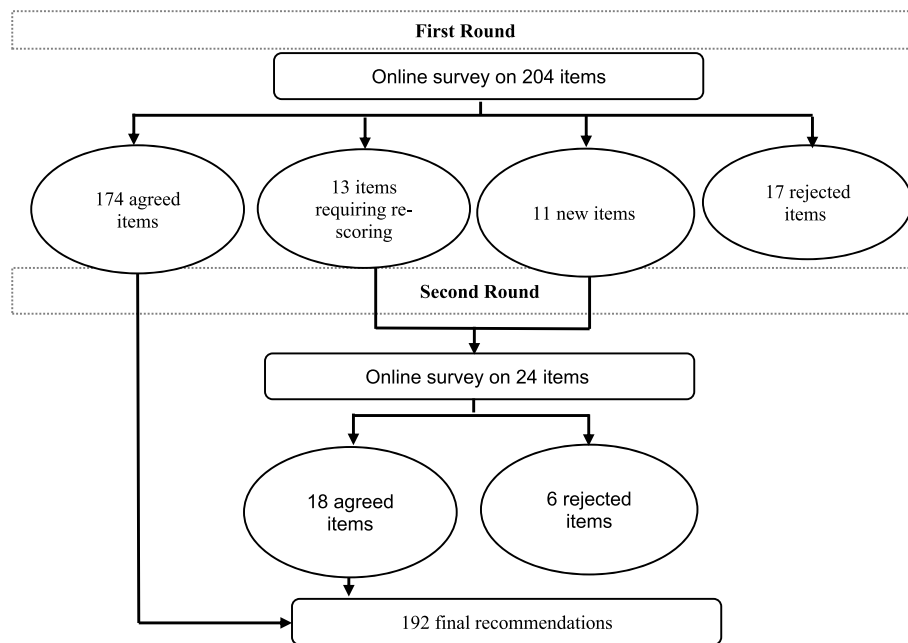 First Round
Online survey on 204 items
174 agreed
items
13 items
requiring re-
scoring
11 new items
17 rejected
items
Second Round
Online survey on 24 items
18 agreed
items
6 rejected
items
192 final recommendations